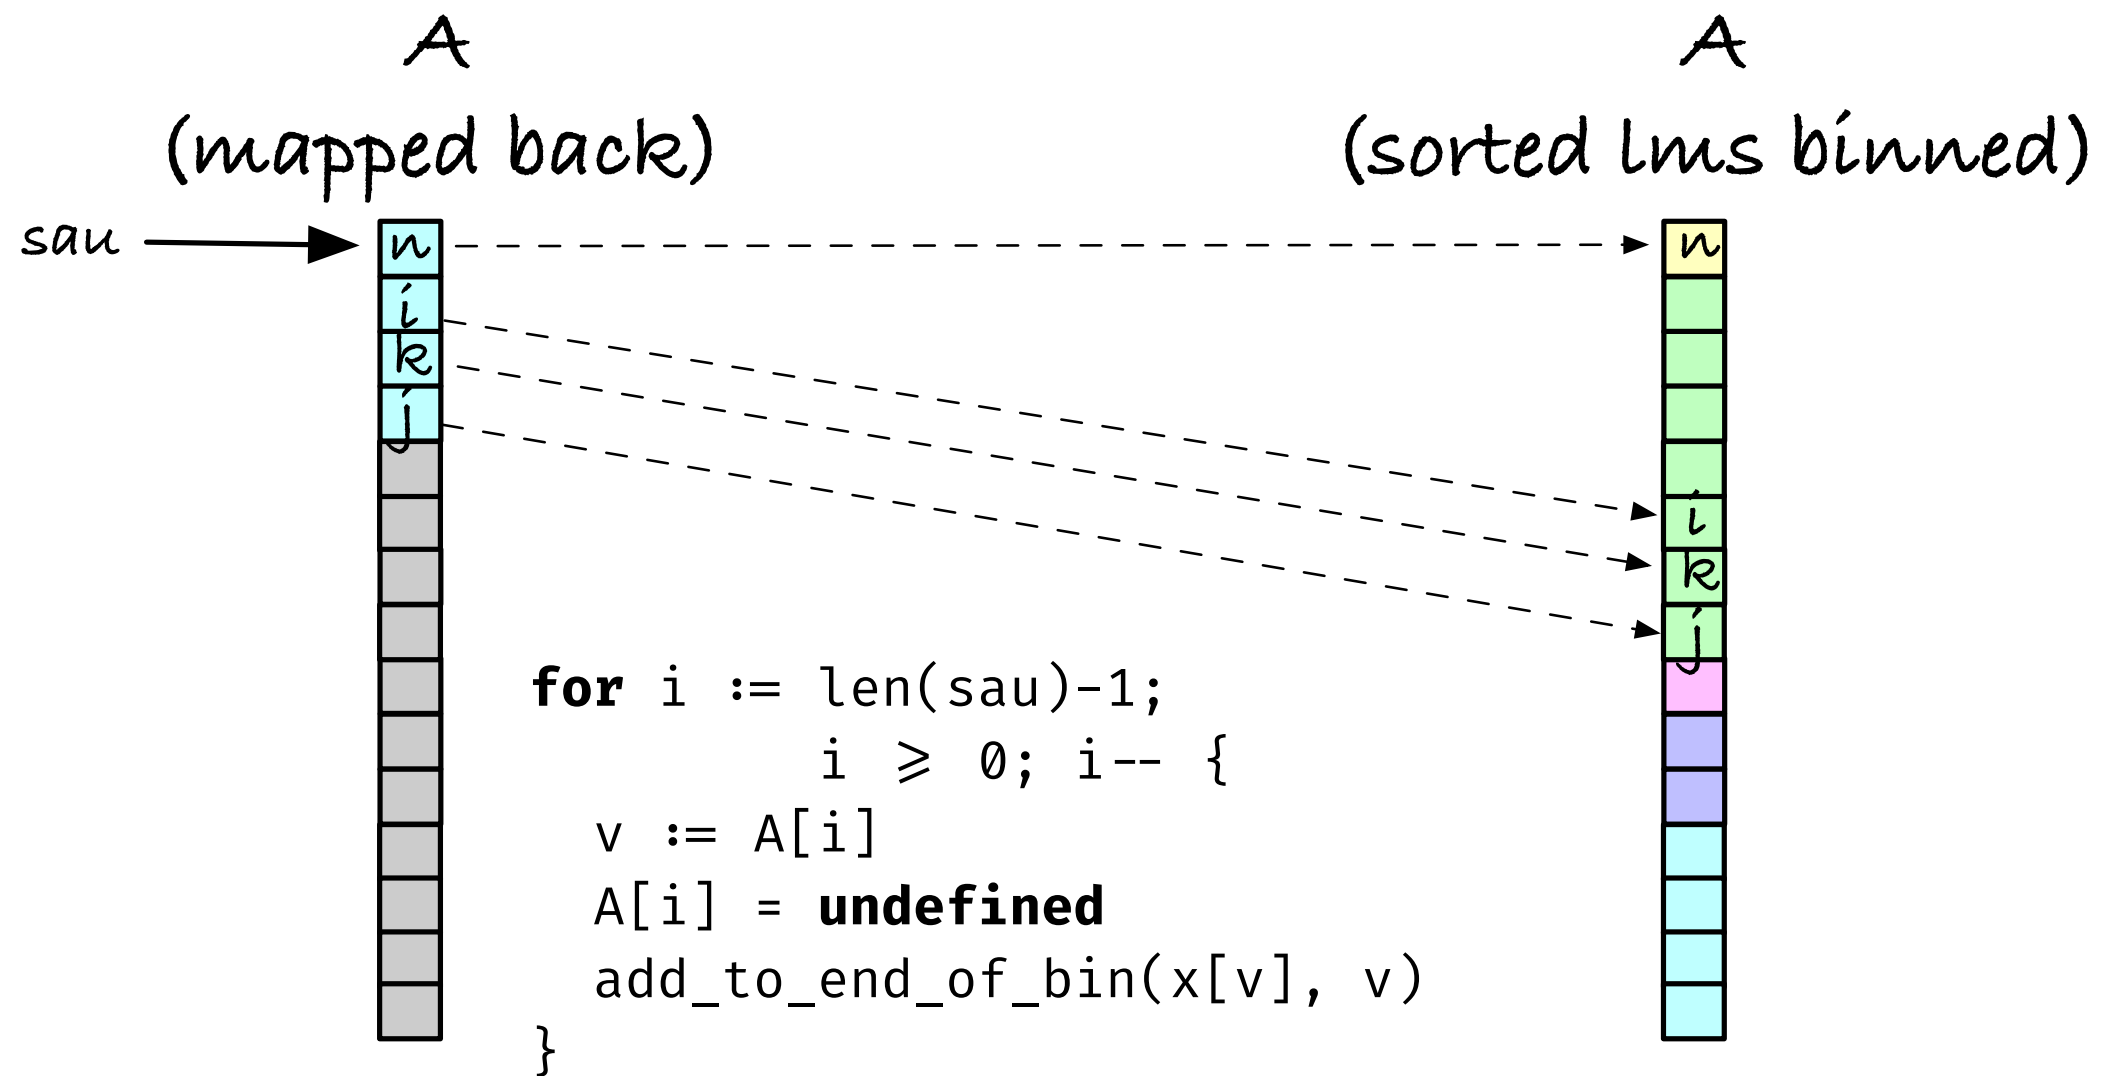 A A
(mapped back) (sorted lms binned)
sau n n
i
k
j
i
k
j
for i := len(sau)-1;
i ⩾ 0; i-- {
v := A[i]
A[i] = undefined
add_to_end_of_bin(x[v], v)
}